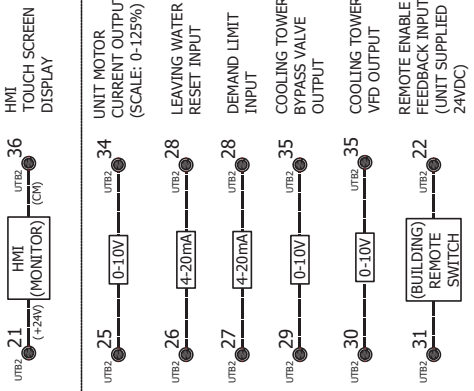 HMI
TOUCH SCREEN
DISPLAY
UTB2 21
(+24V)
HMI
(MONITOR)
UTB2 36
(CM)
UNIT MOTOR
CURRENT OUTPUT
(SCALE: 0-125%)
UTB2 25
0-10V
UTB2 34
LEAVING WATER
RESET INPUT
UTB2 26
4-20mA
UTB2 28
DEMAND LIMIT
INPUT
UTB2 27
4-20mA
UTB2 28
COOLING TOWER
BYPASS VALVE
OUTPUT
UTB2 29
0-10V
UTB2 35
COOLING TOWER
VFD OUTPUT
UTB2 30
0-10V
UTB2 35
REMOTE ENABLE
FEEDBACK INPUT
(UNIT SUPPLIED
24VDC)
UTB2 31
(BUILDING)
REMOTE
SWITCH
UTB2 22